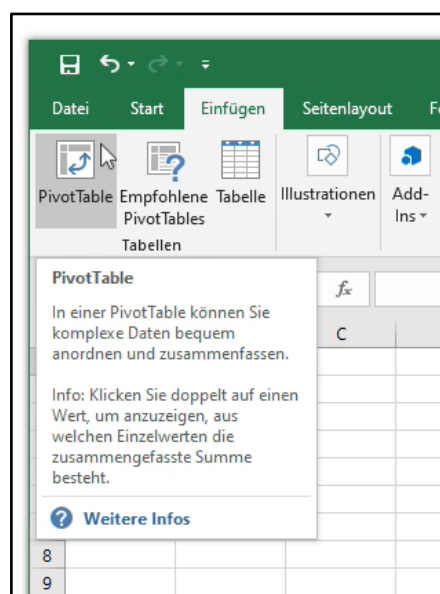 Datei Start Einfügen Seitenlayout
PivotTable Empfohlene PivotTables Tabelle Illustrationen Add-Ins
Tabellen
PivotTable
In einer PivotTable können Sie
komplexe Daten bequem
anordnen und zusammenfassen.
Info: Klicken Sie doppelt auf einen
Wert, um anzuzeigen, aus
welchen Einzelwerten die
zusammengefasste Summe
besteht.
Weitere Infos
fx
C
8
9